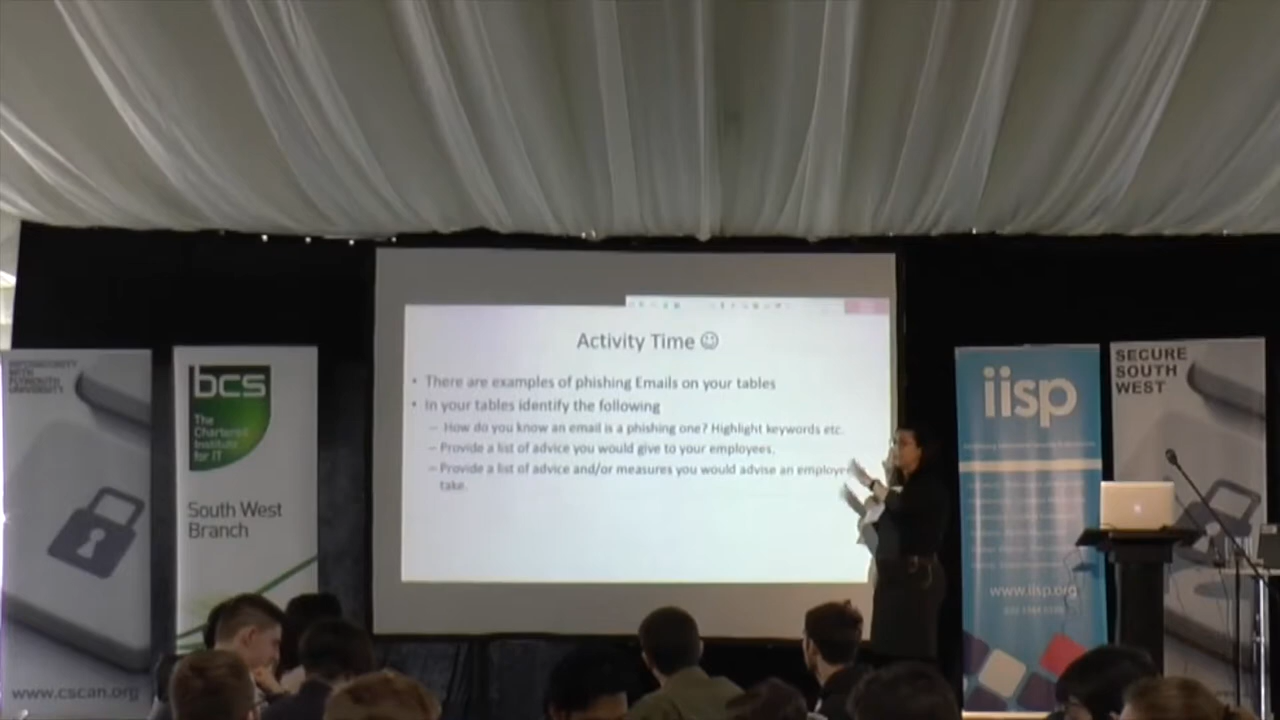 Activity Time ☺
• There are examples of phishing Emails on your tables
• In your tables identify the following
– How do you know an email is a phishing one? Highlight keywords etc.
– Provide a list of advice you would give to your employees.
– Provide a list of advice and/or measures you would advise an employe
take.
WITH
PLYMOUTH
UNIVERSITY
www.cscan.org
bcs
The
Chartered
Institute
for IT
South West
Branch
iisp
www.iisp.org
SECURE
SOUTH
WEST